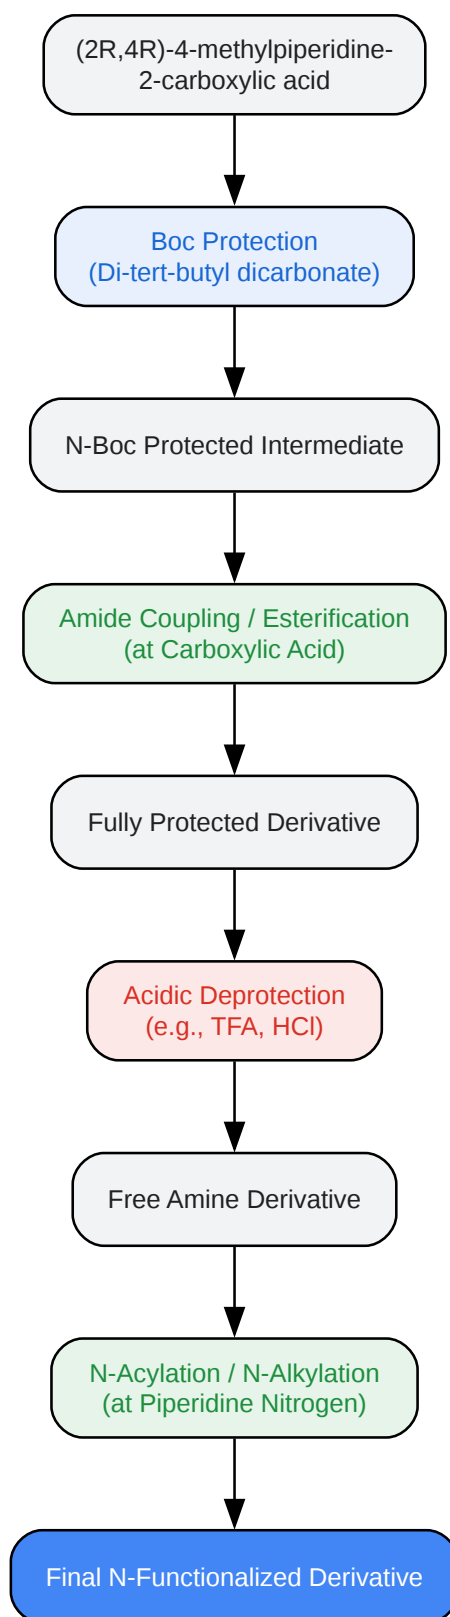 (2R,4R)-4-methylpiperidine-
2-carboxylic acid
Boc Protection
(Di-tert-butyl dicarbonate)
N-Boc Protected Intermediate
Amide Coupling / Esterification
(at Carboxylic Acid)
Fully Protected Derivative
Acidic Deprotection
(e.g., TFA, HCl)
Free Amine Derivative
N-Acylation / N-Alkylation
(at Piperidine Nitrogen)
Final N-Functionalized Derivative